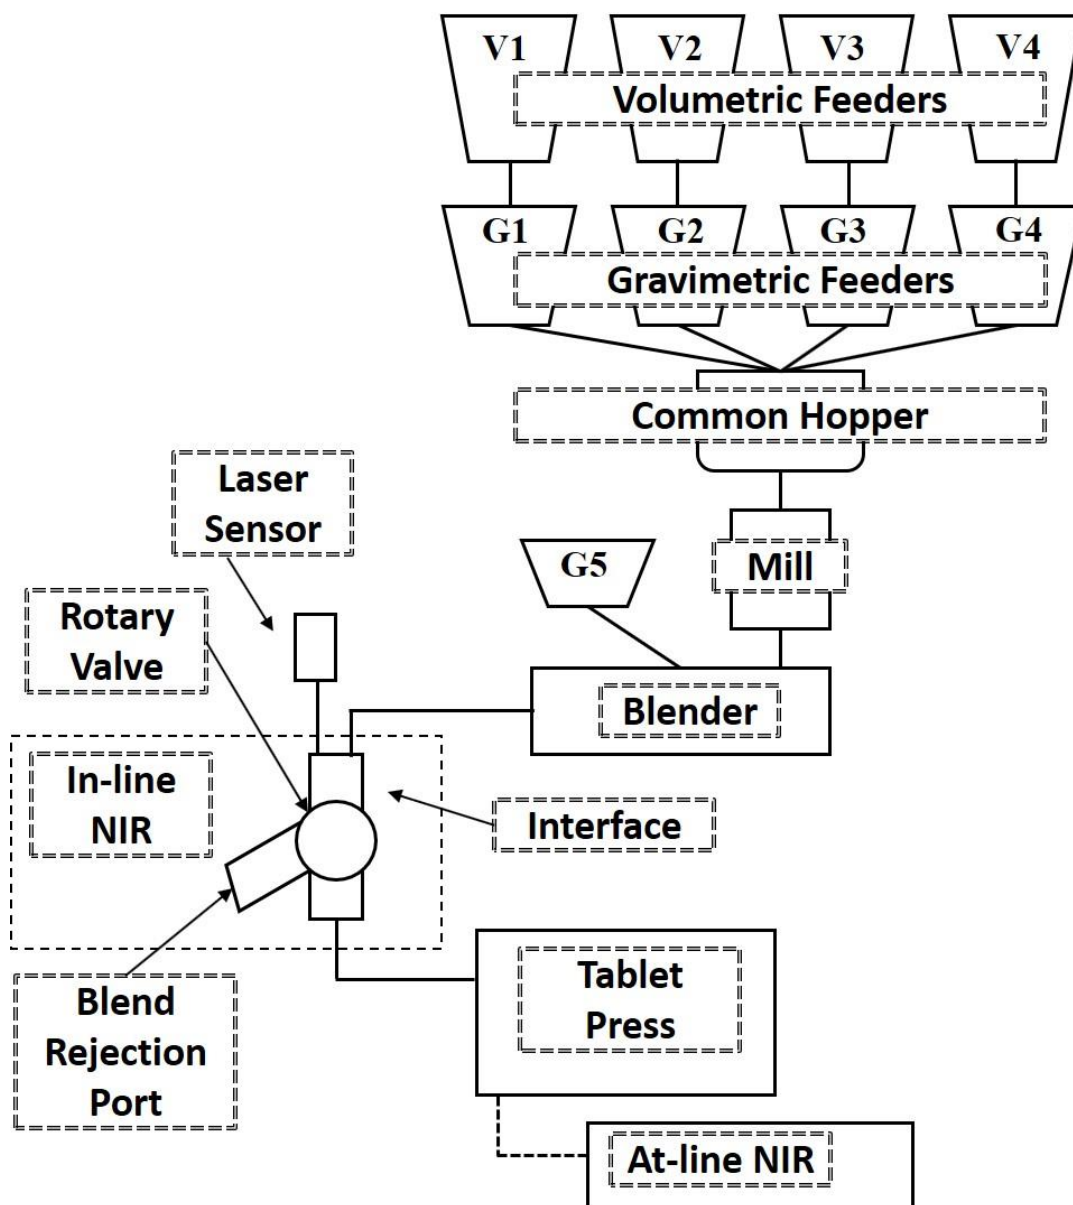 V1 V2 V3 V4
Volumetric Feeders
G1 G2 G3 G4
Gravimetric Feeders
Common Hopper
Laser
Sensor
G5
Mill
Rotary
Valve
Blender
In-line
NIR
Interface
Tablet
Press
Blend
Rejection
Port
At-line NIR